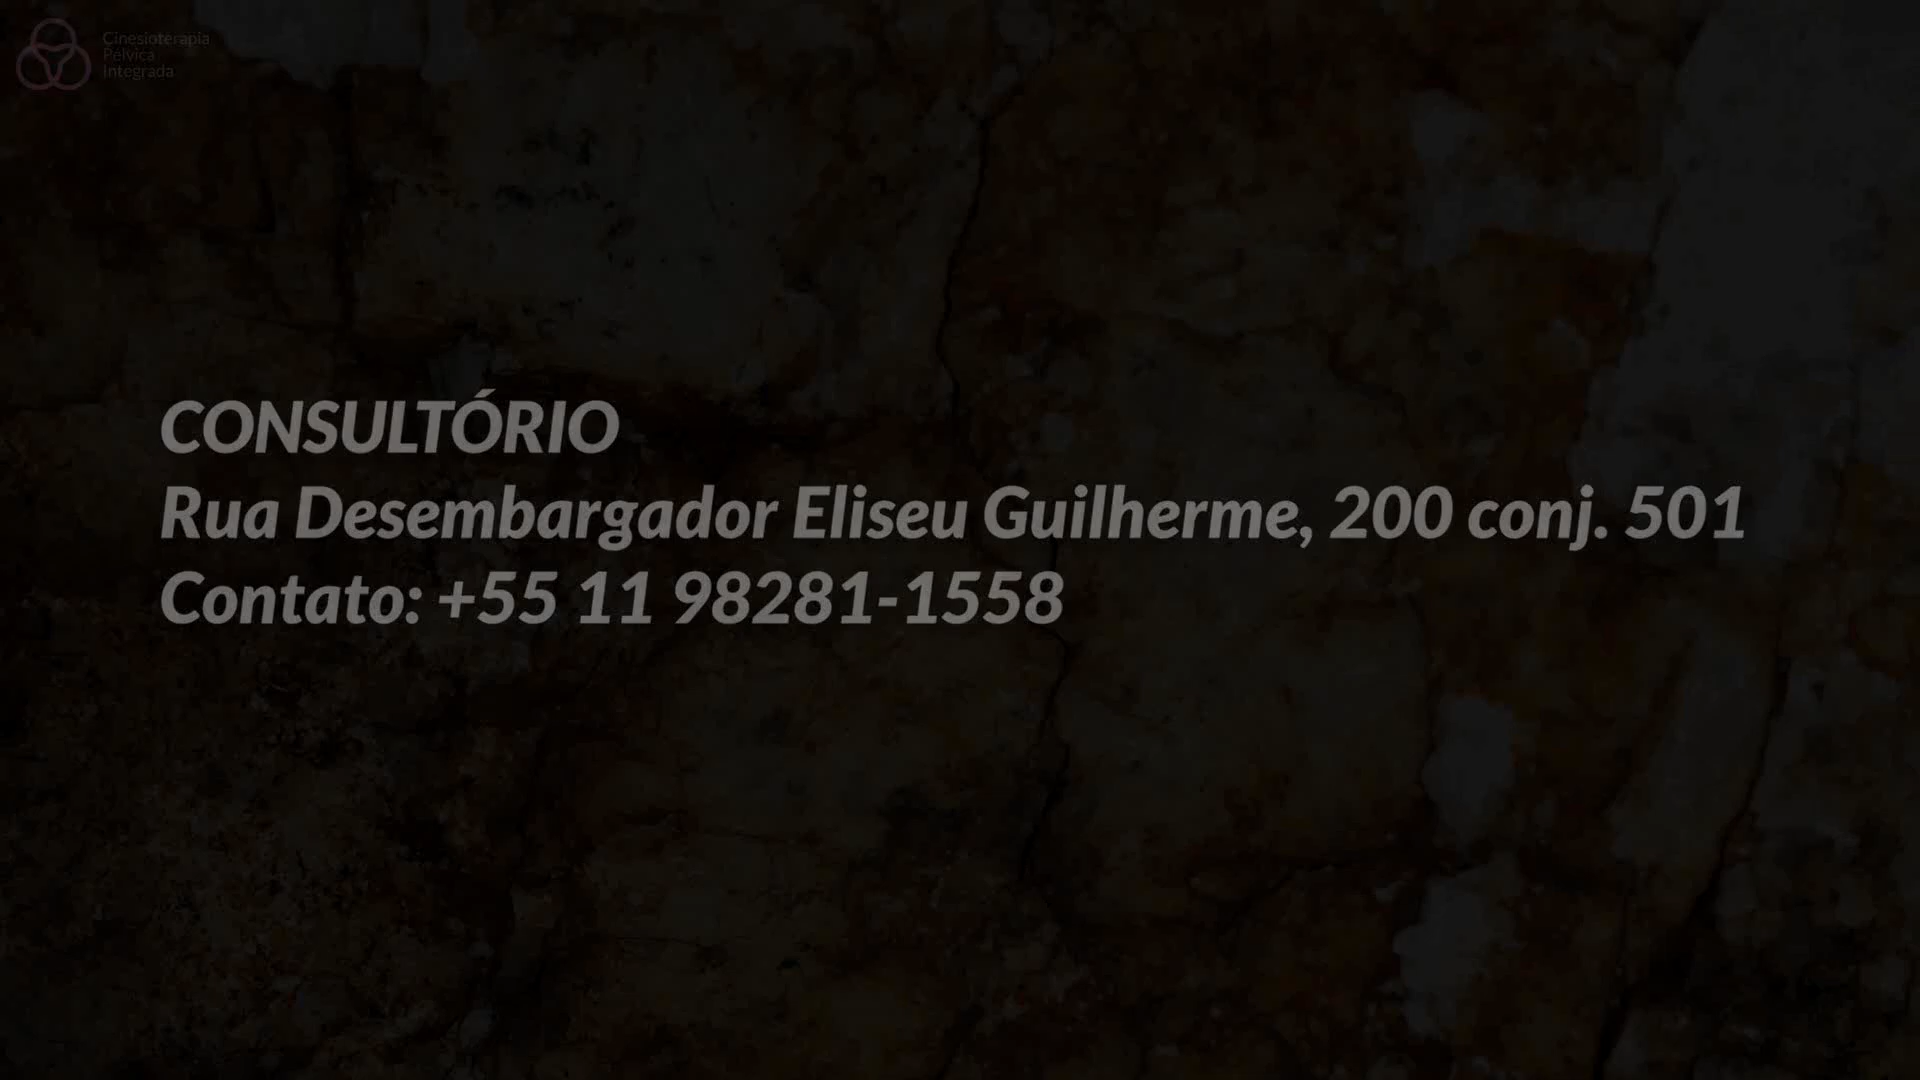 Cinesioterapia
Pélvica
Integrada
CONSULTÓRIO
Rua Desembargador Eliseu Guilherme, 200 conj. 501
Contato: +55 11 98281-1558